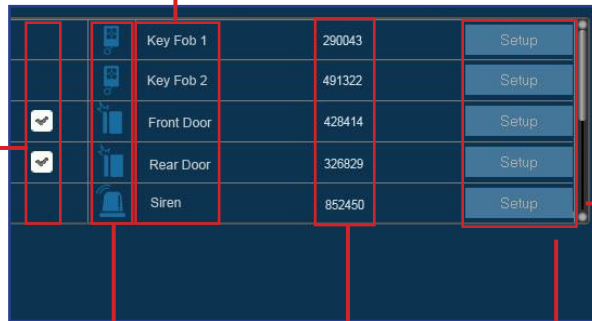 Key Fob 1 290043 Setup
Key Fob 2 491322 Setup
Front Door 428414 Setup
Rear Door 326829 Setup
Siren 852450 Setup